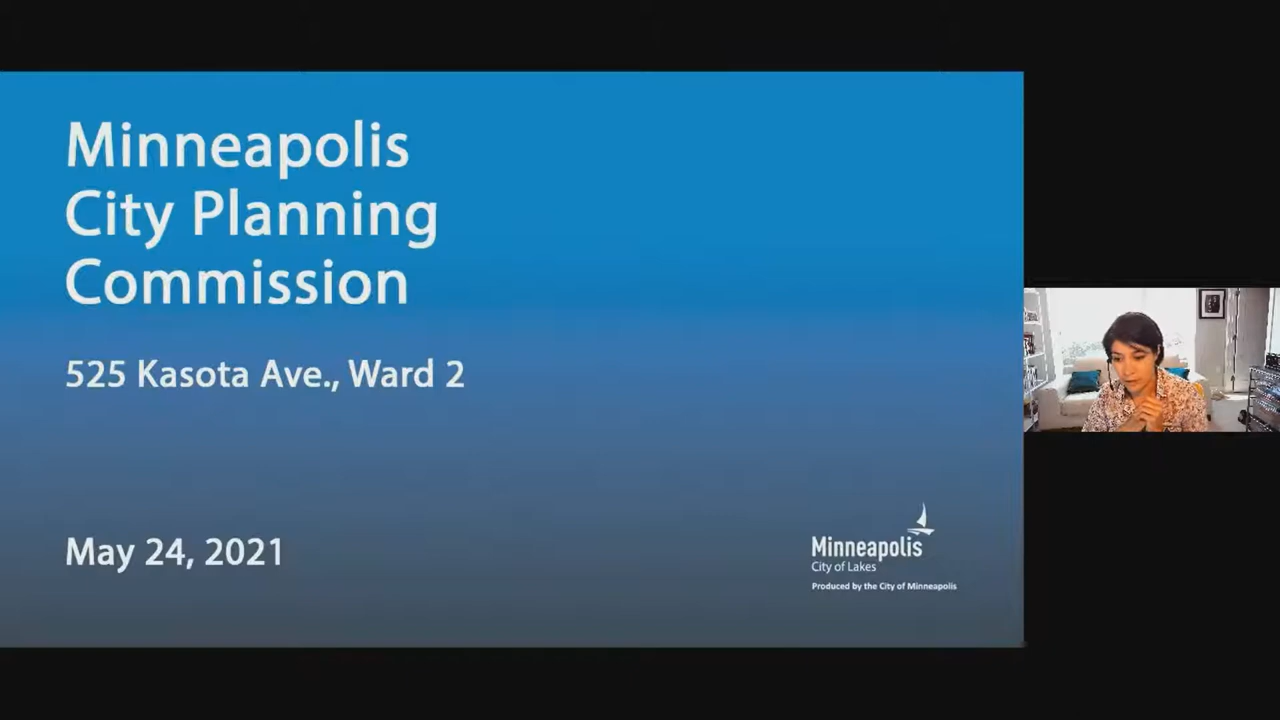 Minneapolis
City Planning
Commission
525 Kasota Ave., Ward 2
May 24, 2021
Minneapolis
City of Lakes
Produced by the City of Minneapolis